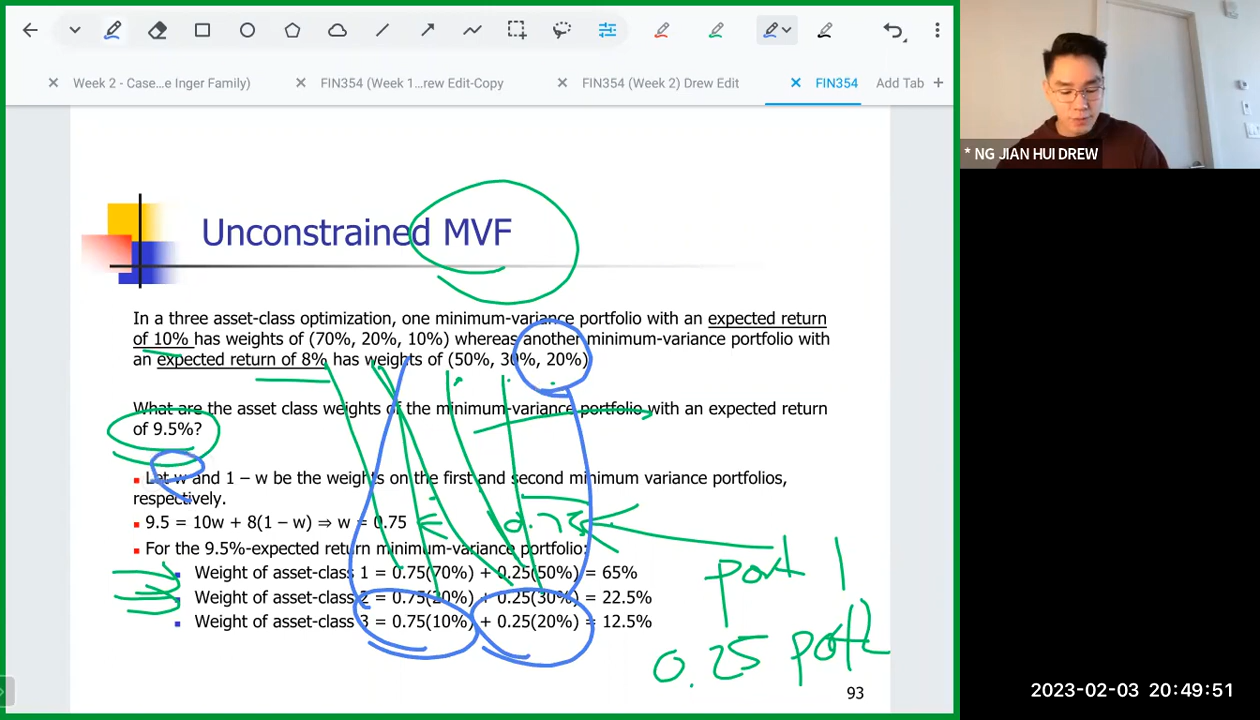 Week 2 - Case...e Inger Family)
FIN354 (Week 1...rew Edit-Copy
FIN354 (Week 2) Drew Edit
FIN354
Add Tab +
* NG JIAN HUI DREW
Unconstrained MVF
In a three asset-class optimization, one minimum-variance portfolio with an expected return
of 10% has weights of (70%, 20%, 10%) whereas another minimum-variance portfolio with
an expected return of 8% has weights of (50%, 30%, 20%)
What are the asset class weights of the minimum-variance portfolio with an expected return
of 9.5%?
Let w and 1 – w be the weights on the first and second minimum variance portfolios,
respectively.
9.5 = 10w + 8(1 – w) ⇒ w = 0.75
0.75
For the 9.5%-expected return minimum-variance portfolio:
port 1
Weight of asset-class 1 = 0.75(70%) + 0.25(50%) = 65%
Weight of asset-class 2 = 0.75(20%) + 0.25(30%) = 22.5%
Weight of asset-class 3 = 0.75(10%) + 0.25(20%) = 12.5%
0.25 port 2
93
2023-02-03 20:49:51